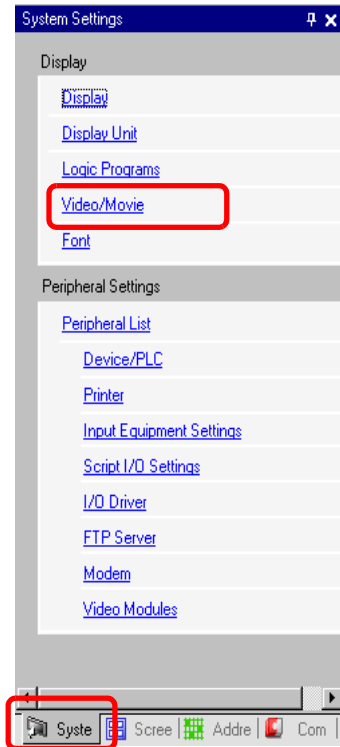 System Settings
Display
Display
Display Unit
Logic Programs
Video/Movie
Font
Peripheral Settings
Peripheral List
Device/PLC
Printer
Input Equipment Settings
Script I/O Settings
I/O Driver
FTP Server
Modem
Video Modules
Syste Scree Addre Com